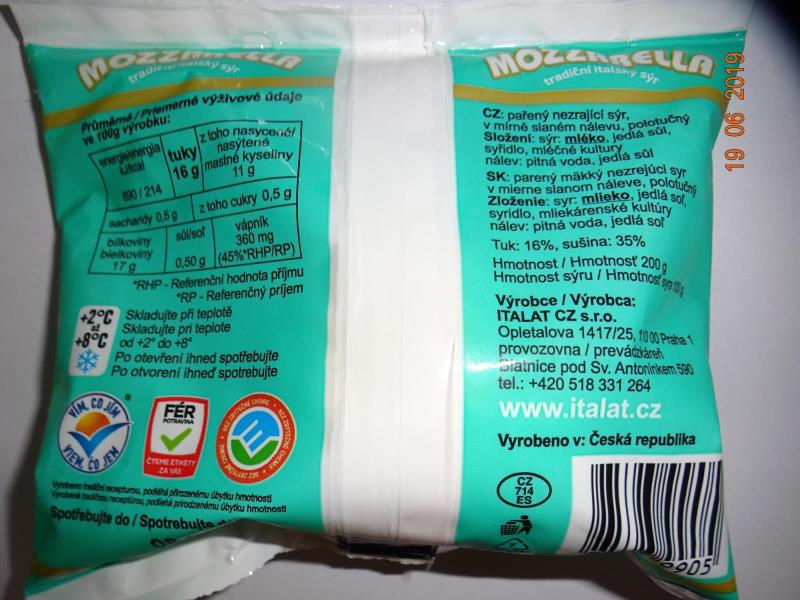 MOZZARELLA
tradiční italský sýr
Průměrné / Priemerné výživové údaje
ve 100g výrobku:
energie/energia
kJ/kcal
890 / 214
tuky
16 g
z toho nasycené/
nasýtené
mastné kyseliny
11 g
sacharidy 0,5 g
z toho cukry 0,5 g
bílkoviny
bielkoviny
17 g
sůl/soľ
0,50 g
vápník
360 mg
(45%*RHP/RP)
*RHP - Referenční hodnota příjmu
*RP - Referenčný príjem
+2°C
až
+8°C
Skladujte při teplotě
Skladujte pri teplote
od +2° do +8°
Po otevření ihned spotřebujte
Po otvorení ihneď spotrebujte
VÍM, CO JÍM
VIEM, ČO JEM
FÉR
POTRAVINA
ČTEME ETIKETY
ZA VÁS
BEZ ZBYTEČNÉ CHEMIE
BEZ ZBYTEČNÉ CHEMIE
Vyrobeno tradiční recepturou, podléhá přirozenému úbytku hmotnosti
Vyrobené tradičnou receptúrou, podlieha prirodzenému úbytku hmotnosti
Spotřebujte do / Spotrebujte
MOZZARELLA
tradiční italský sýr
CZ: pařený nezrající sýr,
v mírně slaném nálevu, polotučný
Složení: sýr: mléko, jedlá sůl,
syřidlo, mléčné kultury
nálev: pitná voda, jedlá sůl
SK: parený mäkký nezrejúci syr
v mierne slanom náleve, polotučný
Zloženie: syr: mlieko, jedlá soľ,
syridlo, mliekárenské kultúry
nálev: pitná voda, jedlá soľ
Tuk: 16%, sušina: 35%
Hmotnost / Hmotnosť 200 g
Hmotnost sýru / Hmotnosť syra 100 g
Výrobce / Výrobca:
ITALAT CZ s.r.o.
Opletalova 1417/25, 110 00 Praha 1
provozovna / prevádzkáreň
Blatnice pod Sv. Antonínkem 590
tel.: +420 518 331 264
www.italat.cz
Vyrobeno v: Česká republika
CZ
714
ES
19 06 2019